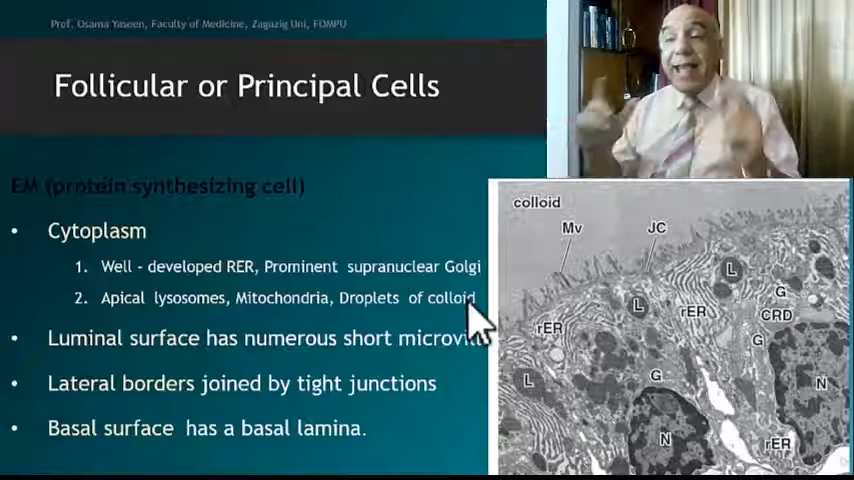 Prof. Osama Yaseen, Faculty of Medicine, Zagazig Uni, FOMPU
Follicular or Principal Cells
EM (protein synthesizing cell)
• Cytoplasm
1. Well - developed RER, Prominent supranuclear Golgi
2. Apical lysosomes, Mitochondria, Droplets of colloid
• Luminal surface has numerous short
• Lateral borders joined by tight junctions
• Basal surface has a basal lamina.
colloid
Mv JC
L
G
L
rER
CRD
rER
G
L
G
N
N
rER